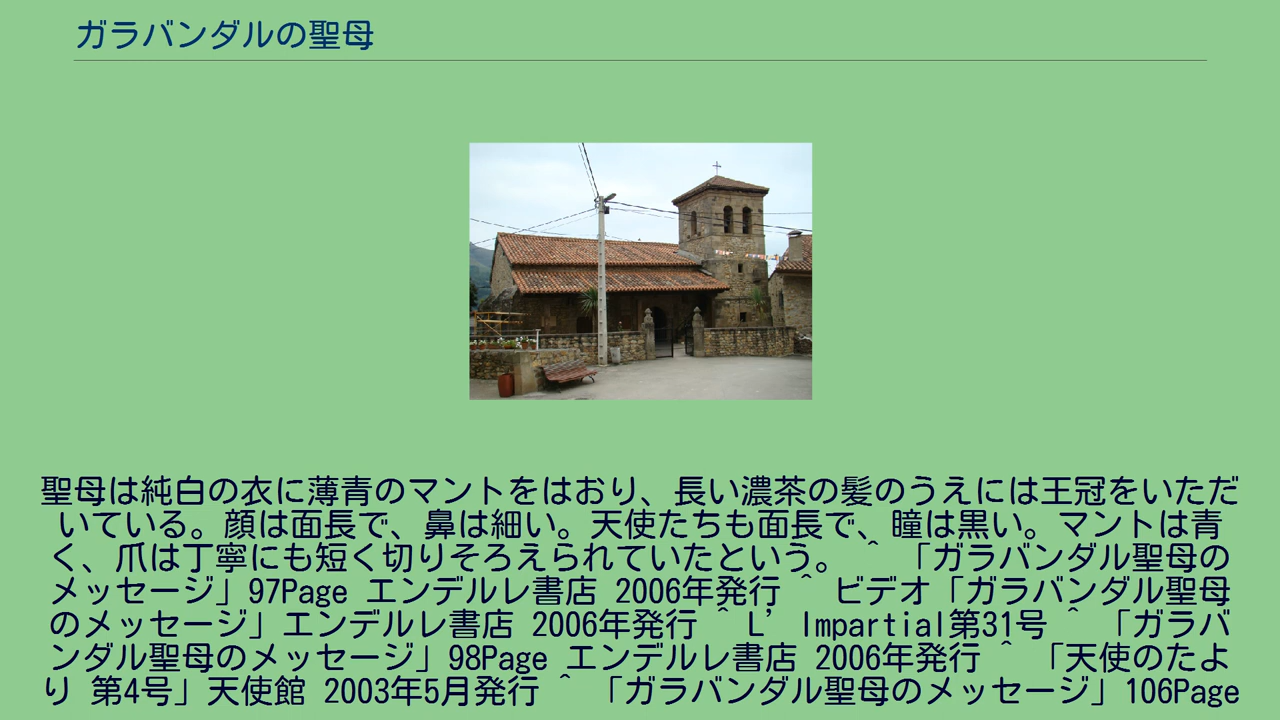 ガラバンダルの聖母
聖母は純白の衣に薄青のマントをはおり、長い濃茶の髪のうえには王冠をいただ
いている。顔は面長で、鼻は細い。天使たちも面長で、瞳は黒い。マントは青
く、爪は丁寧にも短く切りそろえられていたという。 ^ 「ガラバンダル聖母の
メッセージ」97Page エンデルレ書店 2006年発行 ^ ビデオ「ガラバンダル聖母
のメッセージ」エンデルレ書店 2006年発行 ^ L’Impartial第31号 ^ 「ガラバ
ンダル聖母のメッセージ」98Page エンデルレ書店 2006年発行 ^ 「天使のたよ
り 第4号」天使館 2003年5月発行 ^ 「ガラバンダル聖母のメッセージ」106Page